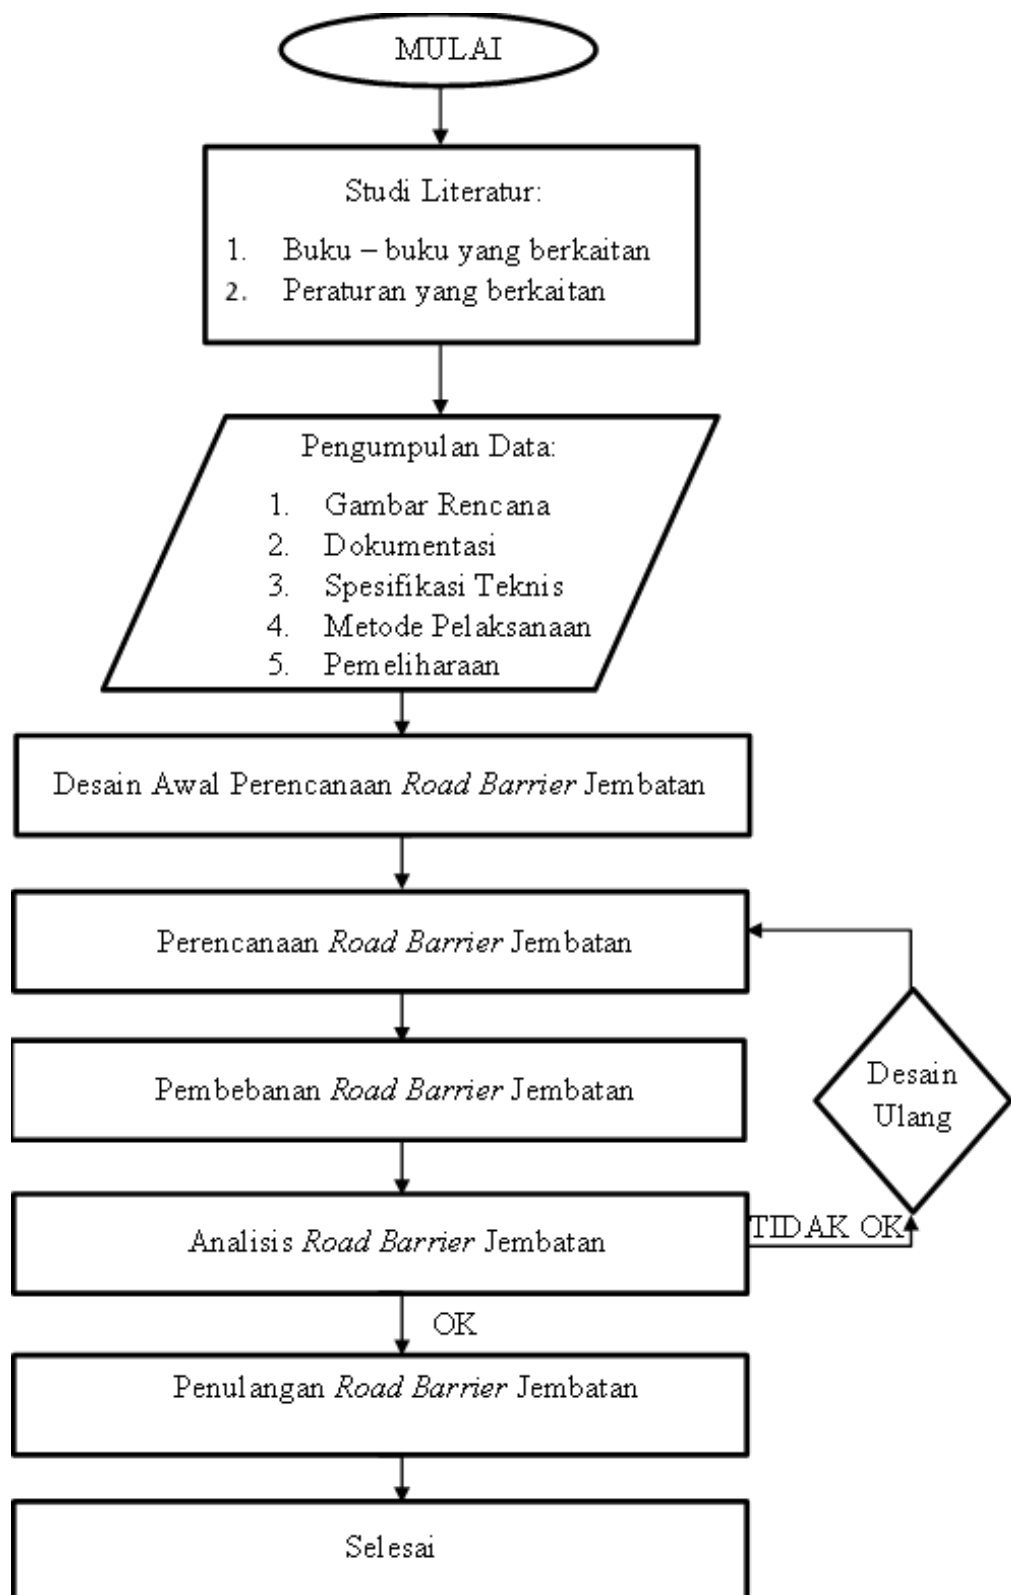 MULAI
Studi Literatur:
1. Buku – buku yang berkaitan
2. Peraturan yang berkaitan
Pengumpulan Data:
1. Gambar Rencana
2. Dokumentasi
3. Spesifikasi Teknis
4. Metode Pelaksanaan
5. Pemeliharaan
Desain Awal Perencanaan Road Barrier Jembatan
Perencanaan Road Barrier Jembatan
Pembebanan Road Barrier Jembatan
Desain
Ulang
Analisis Road Barrier Jembatan
TIDAK OK
OK
Penulangan Road Barrier Jembatan
Selesai